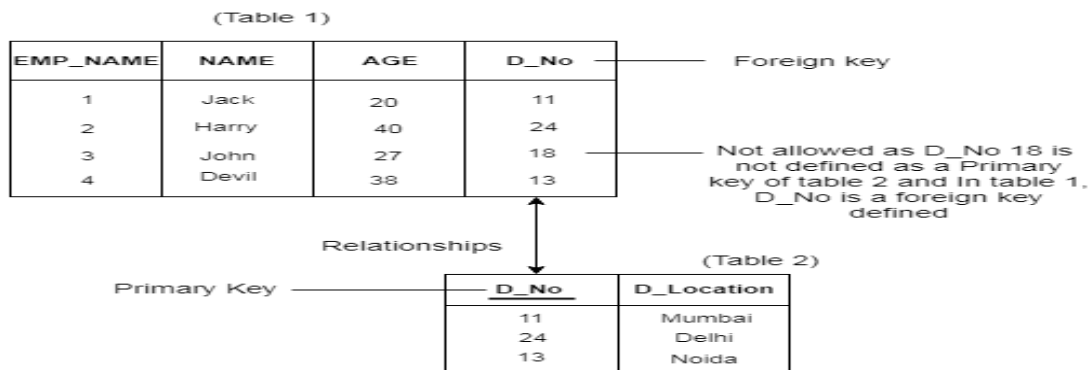 (Table 1)
EMP_NAME NAME AGE D_No Foreign key
1 Jack 20 11
2 Harry 40 24
3 John 27 18
4 Devil 38 13
Not allowed as D_No 18 is
not defined as a Primary
key of table 2 and In table 1,
D_No is a foreign key
defined
Relationships
(Table 2)
Primary Key D_No D_Location
11 Mumbai
24 Delhi
13 Noida